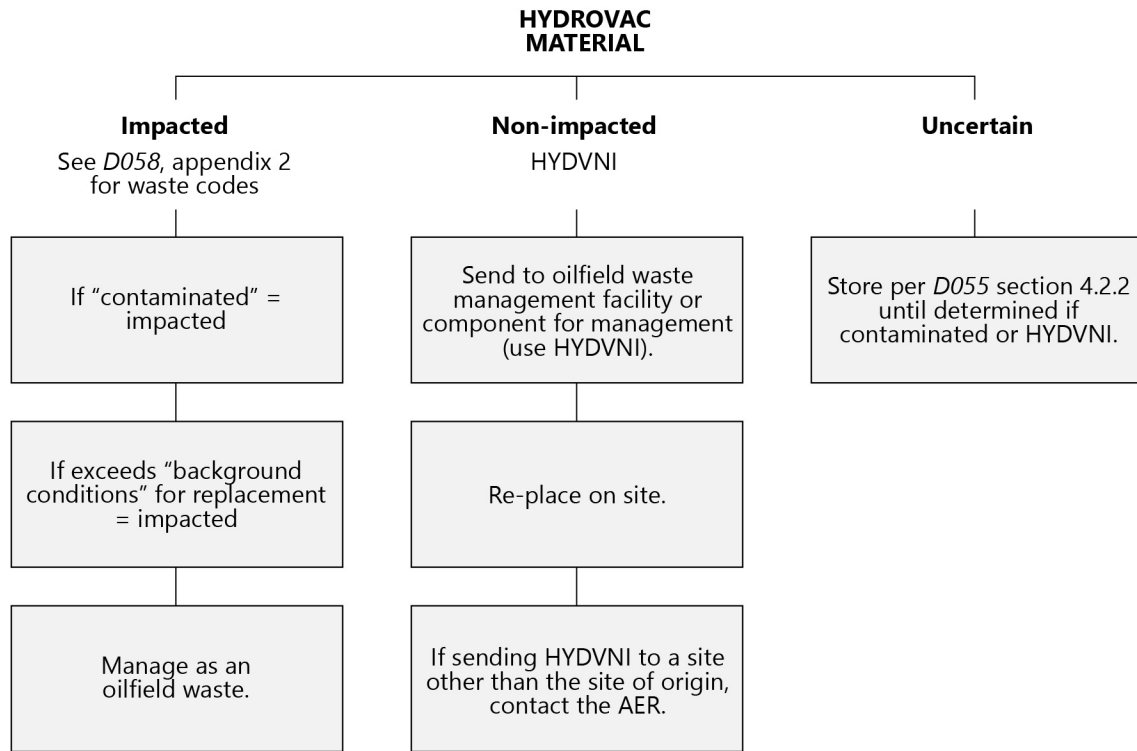 HYDROVAC
MATERIAL
Impacted
See D058, appendix 2
for waste codes
If “contaminated” =
impacted
If exceeds “background
conditions” for replacement
= impacted
Manage as an
oilfield waste.
Non-impacted
HYDVNI
Send to oilfield waste
management facility or
component for management
(use HYDVNI).
Re-place on site.
If sending HYDVNI to a site
other than the site of origin,
contact the AER.
Uncertain
Store per D055 section 4.2.2
until determined if
contaminated or HYDVNI.